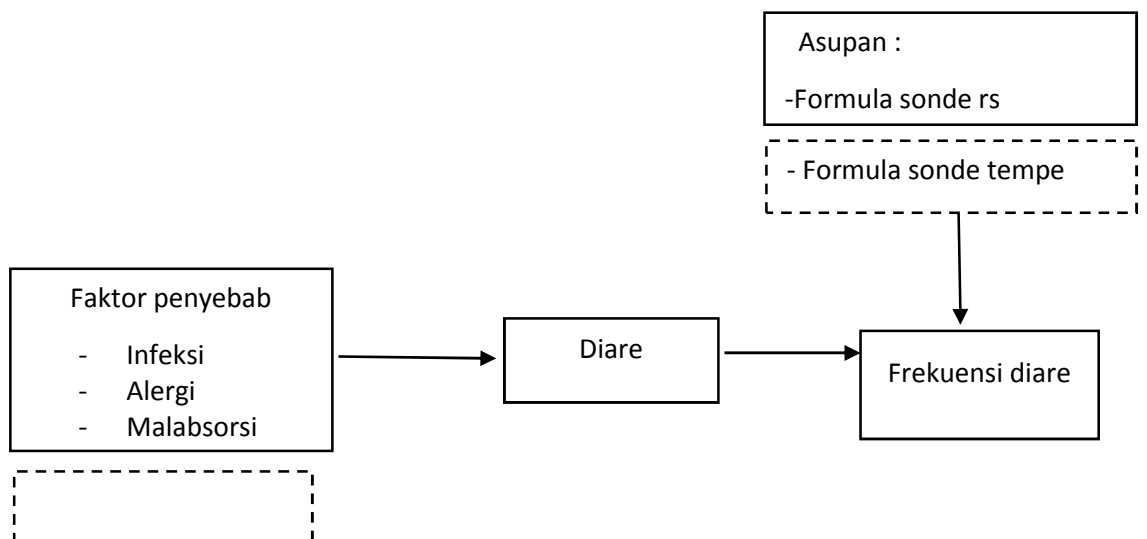 Asupan :
-Formula sonde rs
- Formula sonde tempe
Faktor penyebab
- Infeksi
- Alergi
- Malabsorsi
Diare
Frekuensi diare